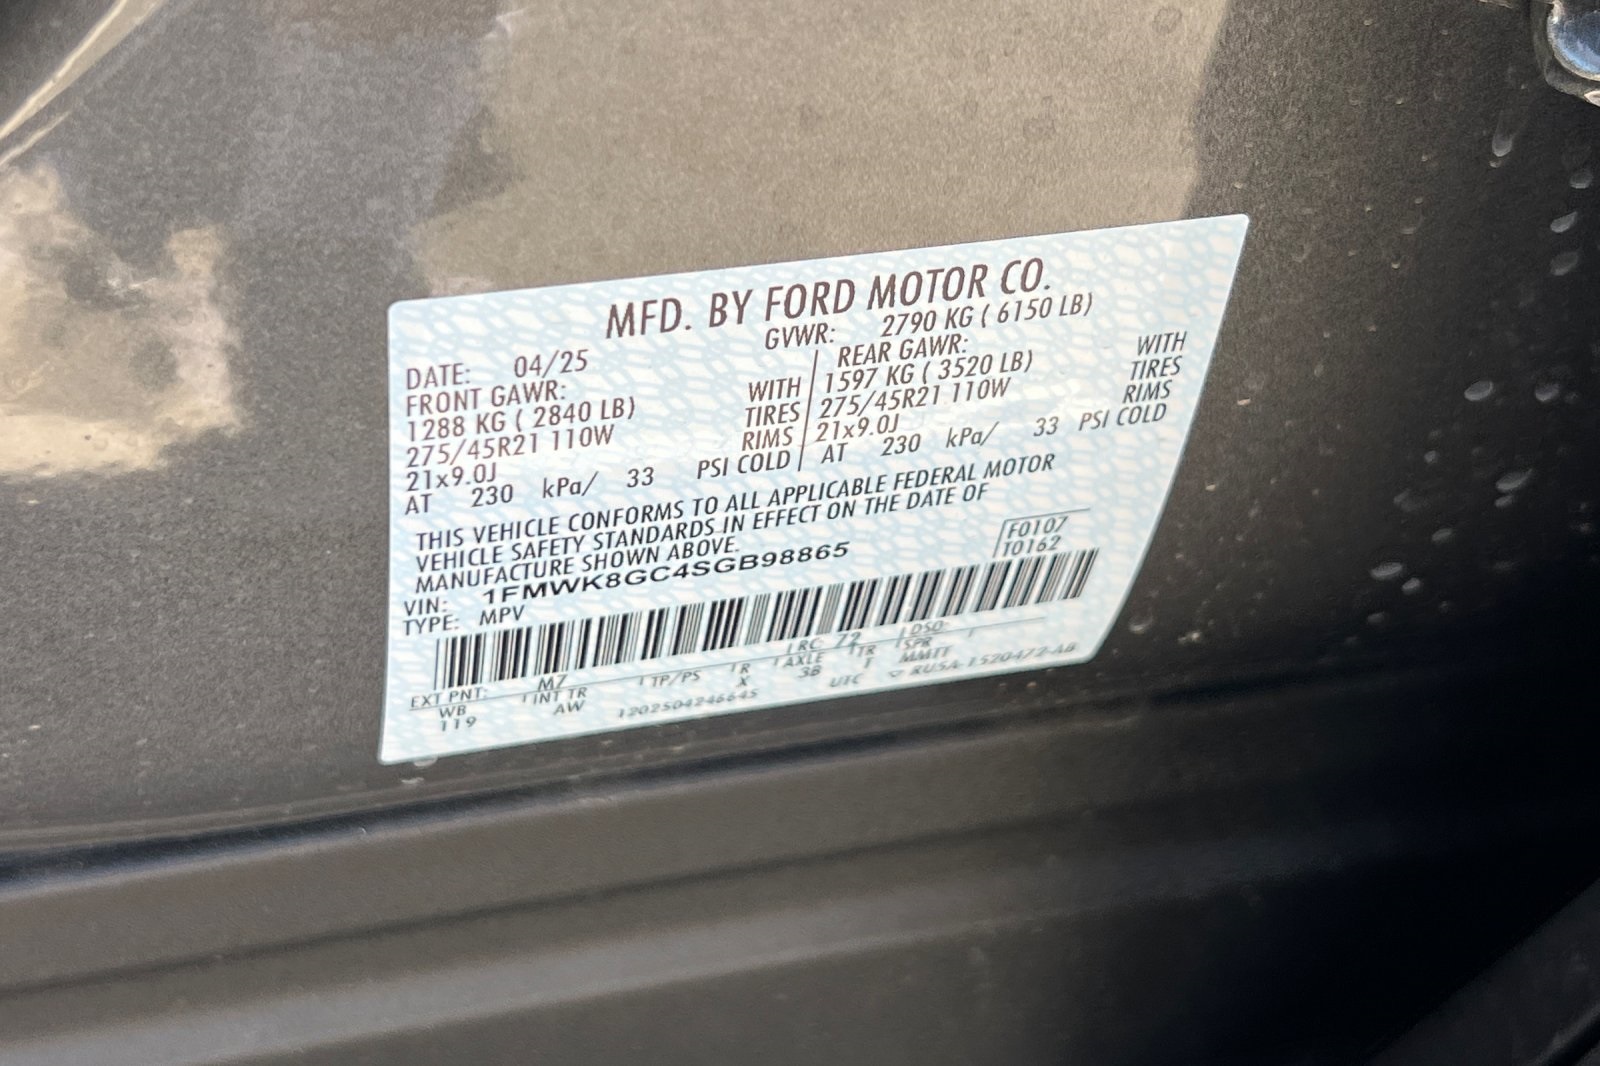 MFD. BY FORD MOTOR CO.
DATE: 04/25 GVWR: 2790 KG ( 6150 LB)
FRONT GAWR: REAR GAWR:
1288 KG ( 2840 LB) WITH 1597 KG ( 3520 LB) WITH
275/45R21 110W TIRES 275/45R21 110W TIRES
21x9.0J RIMS 21x9.0J RIMS
AT 230 kPa/ 33 PSI COLD AT 230 kPa/ 33 PSI COLD
THIS VEHICLE CONFORMS TO ALL APPLICABLE FEDERAL MOTOR
VEHICLE SAFETY STANDARDS IN EFFECT ON THE DATE OF
MANUFACTURE SHOWN ABOVE.
VIN: 1FMWK8GC4SGB98865 F0107
TYPE: MPV T0162
EXT PNT: M7 RC: 72 DSO:
WB INT TR TP/PS R AXLE TR SPR
119 AW X 3B T MMTT
1202504246645 UTC RUSA-1520472-AB